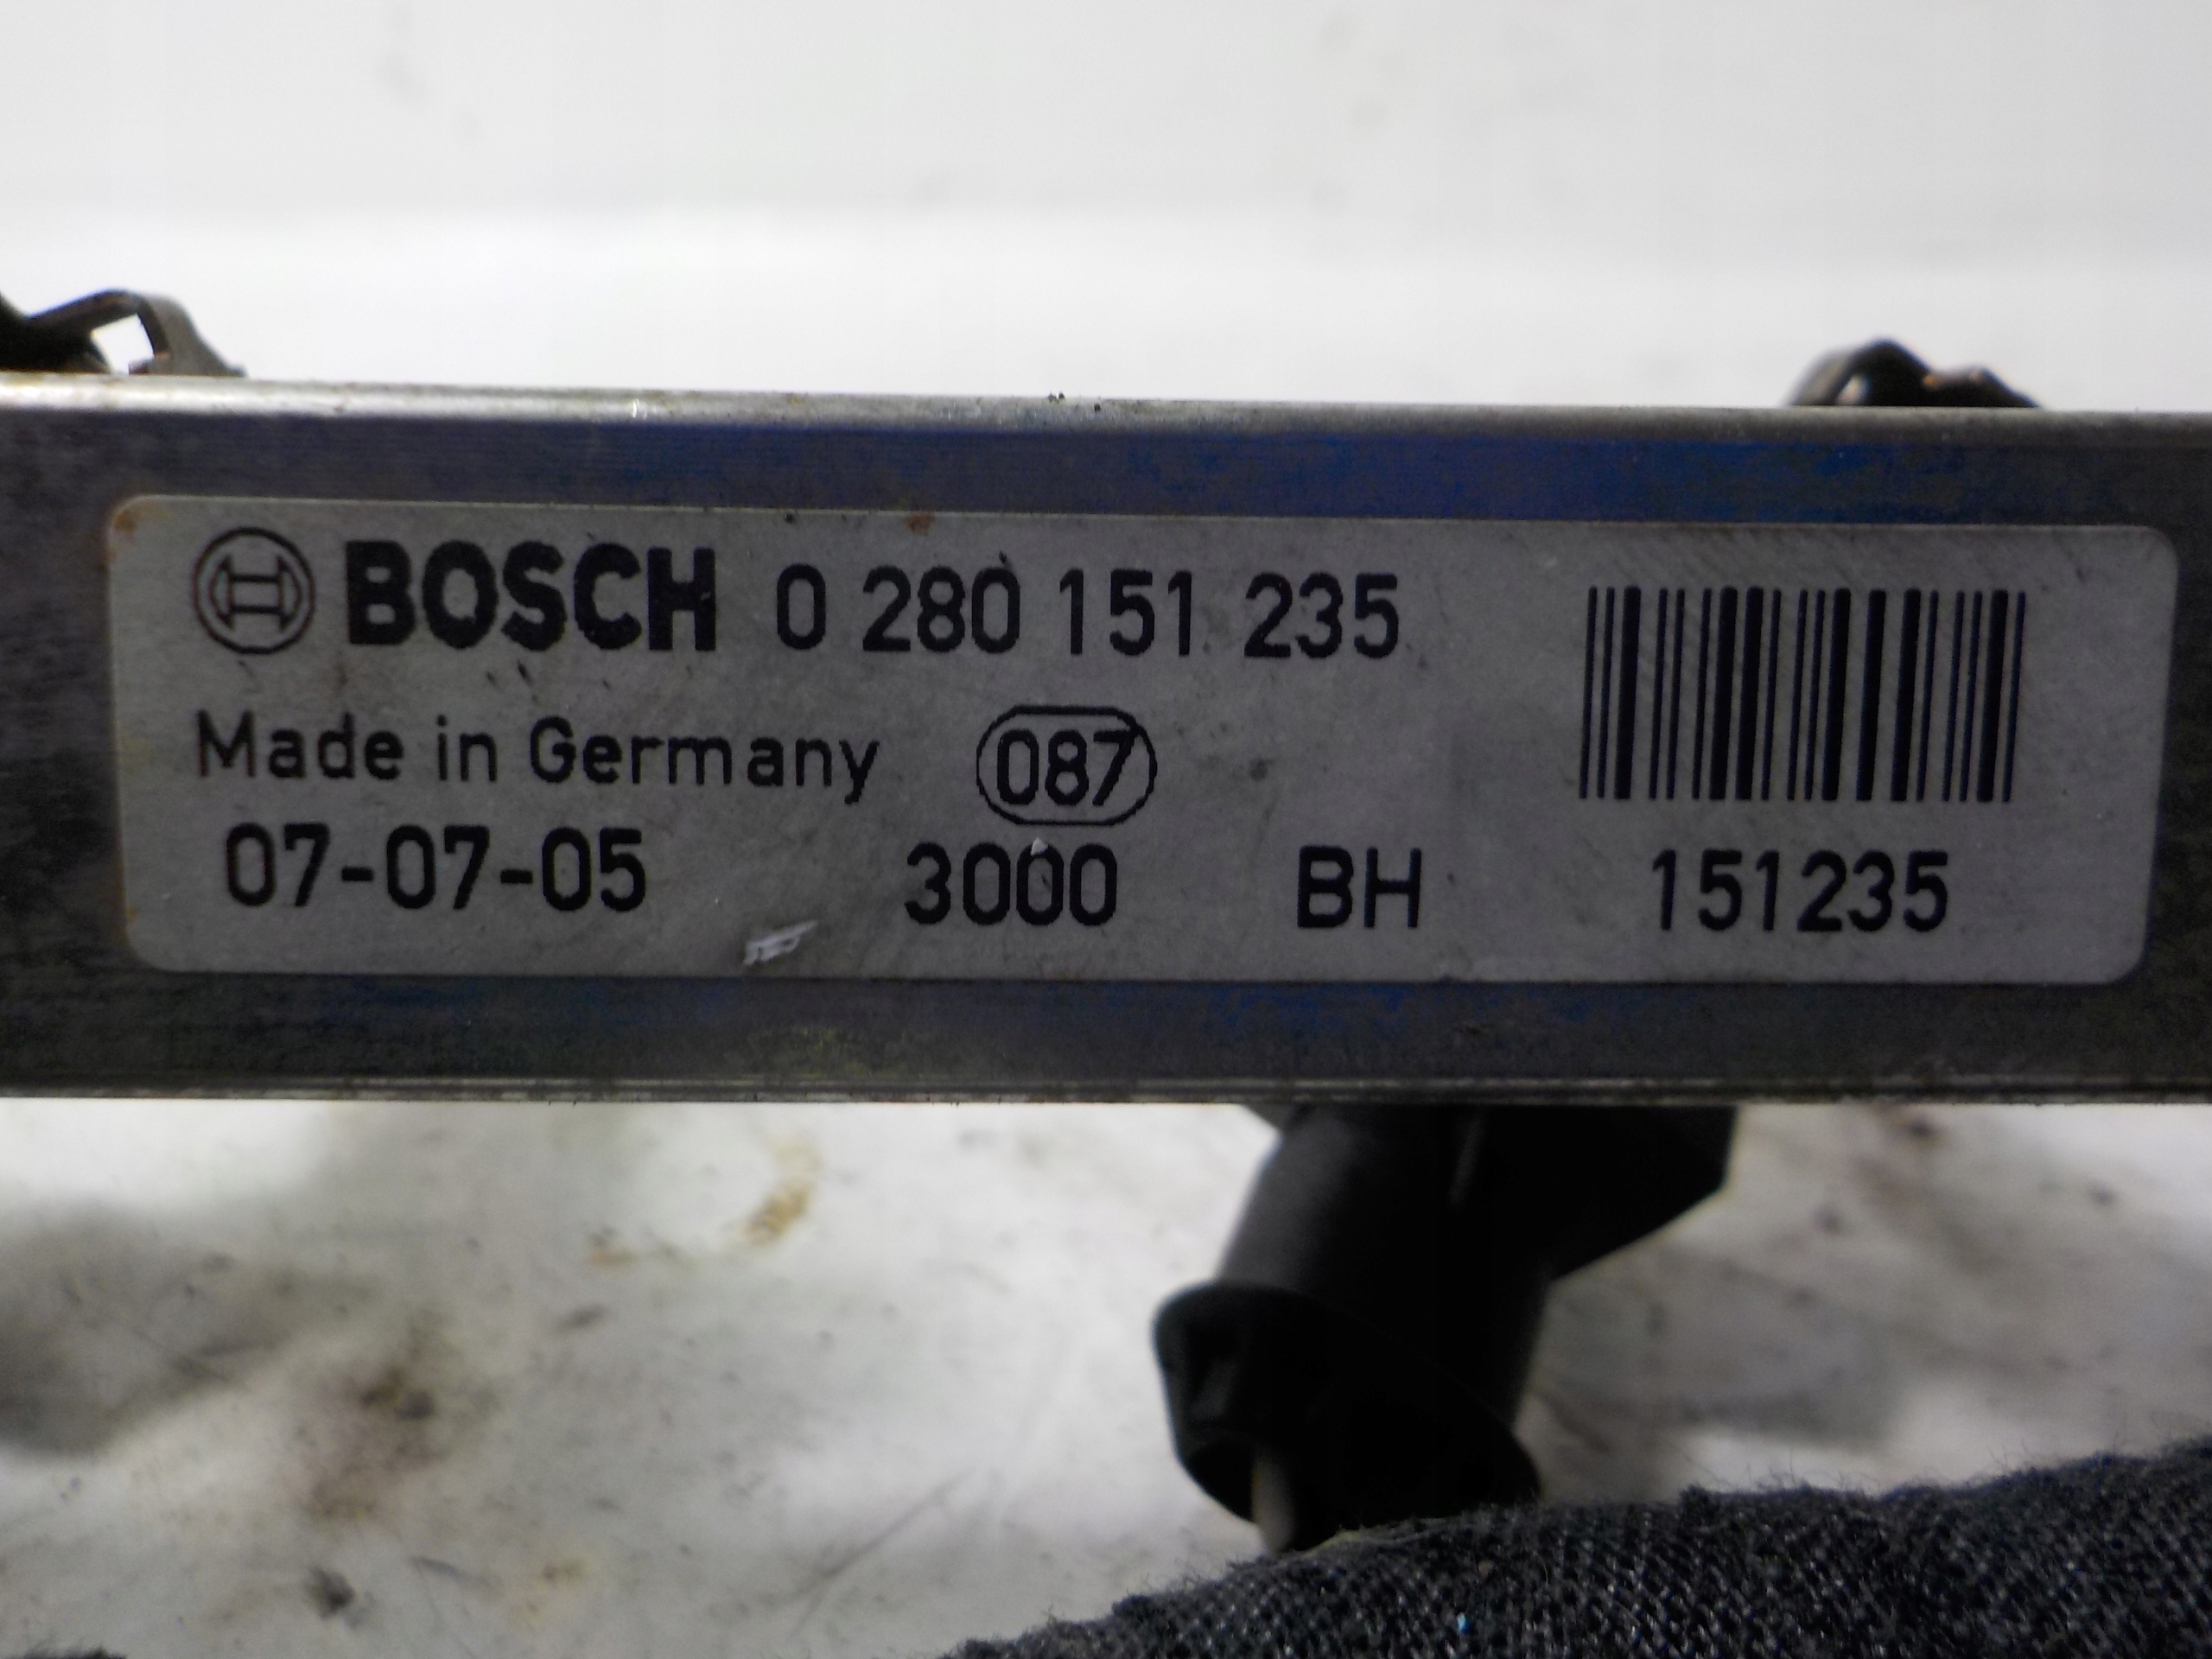 BOSCH 0 280 151 235
Made in Germany 087
07-07-05 3000 BH 151235